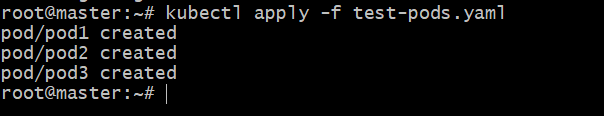 root@master:~# kubectl apply -f test-pods.yaml
pod/pod1 created
pod/pod2 created
pod/pod3 created
root@master:~#